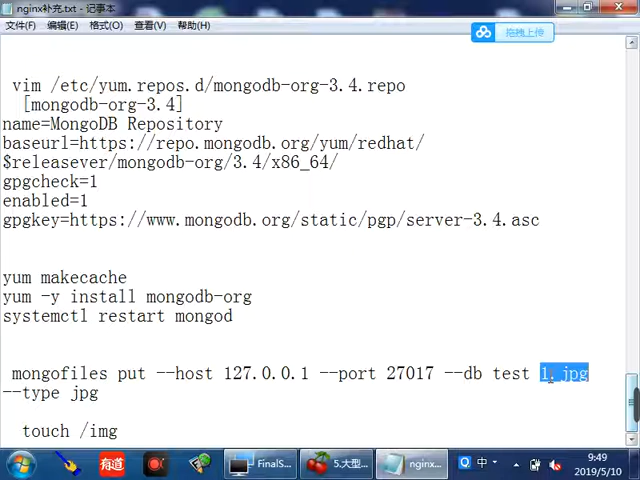 nginx补充.txt - 记事本
文件(F) 编辑(E) 格式(O) 查看(V) 帮助(H)
拖拽上传
vim /etc/yum.repos.d/mongodb-org-3.4.repo
[mongodb-org-3.4]
name=MongoDB Repository
baseurl=https://repo.mongodb.org/yum/redhat/
$releasever/mongodb-org/3.4/x86_64/
gpgcheck=1
enabled=1
gpgkey=https://www.mongodb.org/static/pgp/server-3.4.asc
yum makecache
yum -y install mongodb-org
systemctl restart mongod
mongofiles put --host 127.0.0.1 --port 27017 --db test 1.jpg
--type jpg
touch /img
有道 FinalS... 5.大型... nginx... 中 9:49
2019/5/10